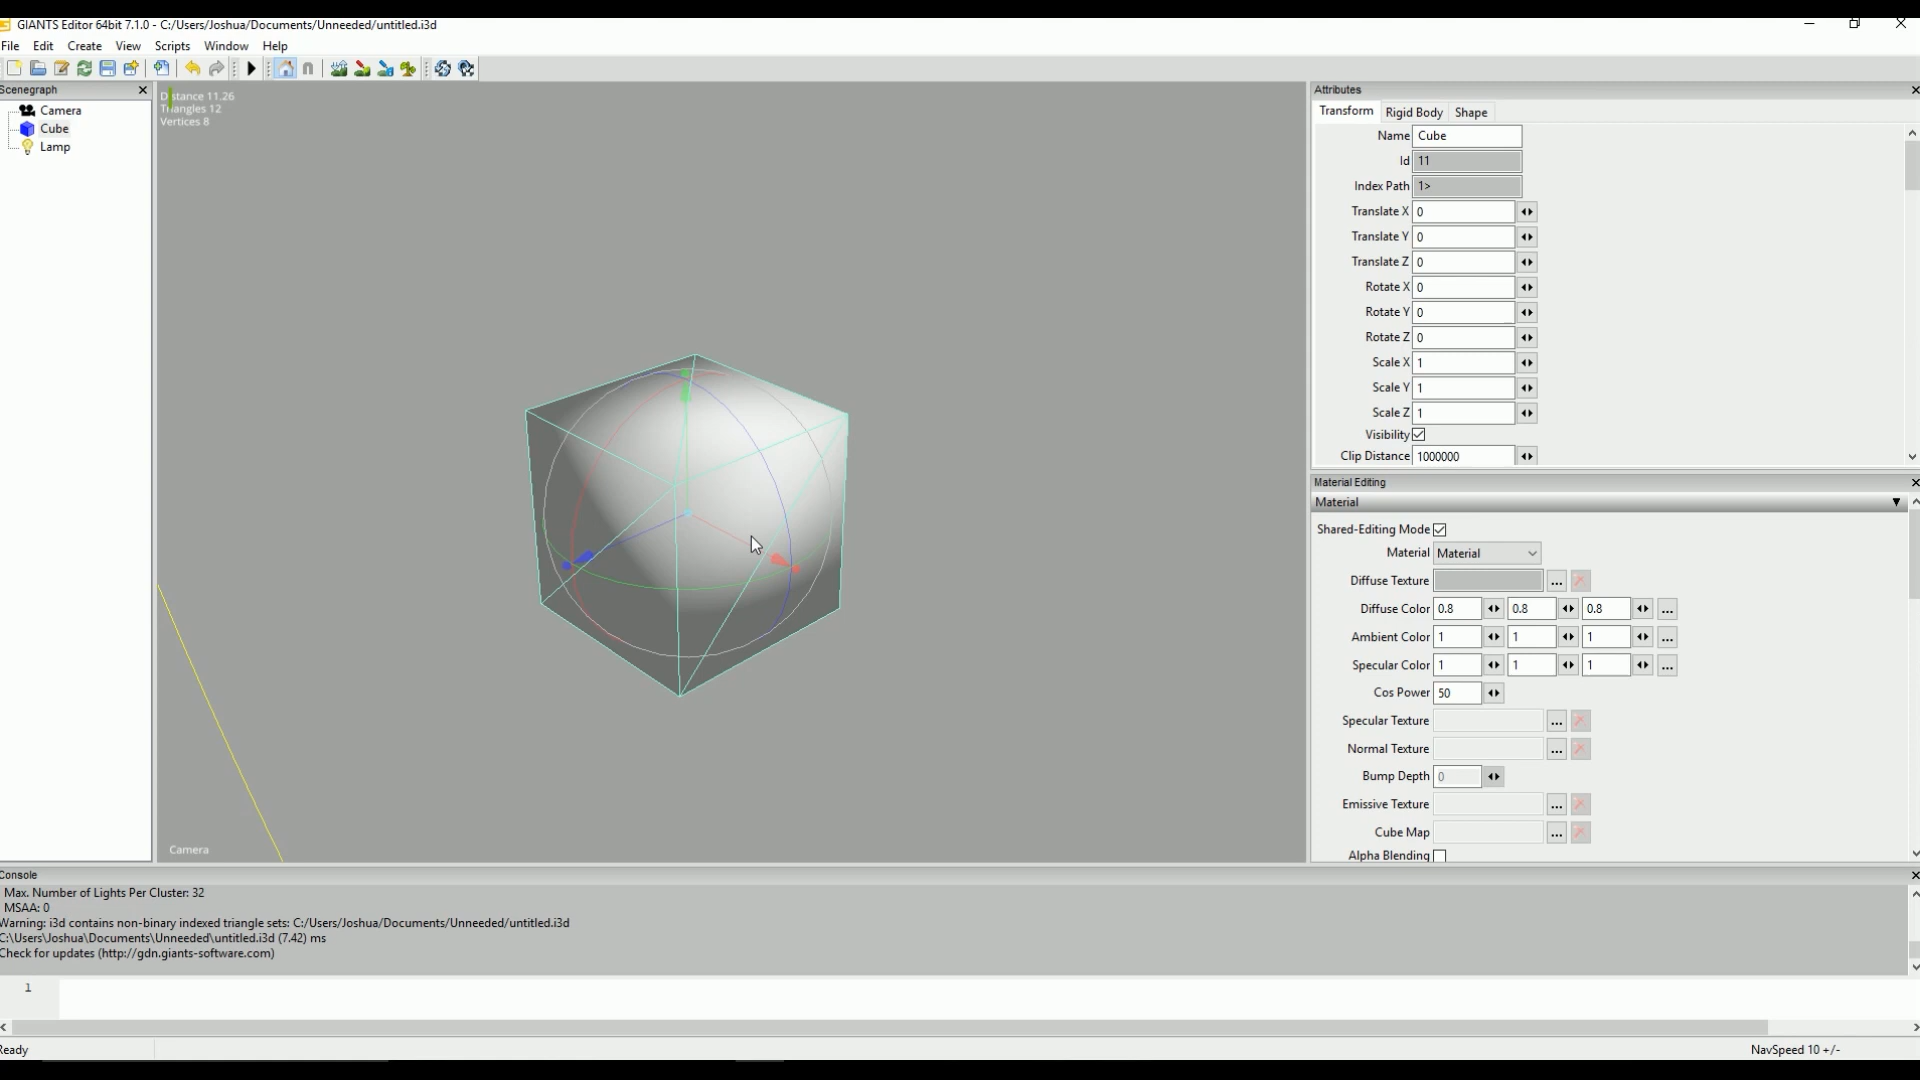 GIANTS Editor 64bit 7.1.0 - C:/Users/Joshua/Documents/Unneeded/untitled.i3d
File Edit Create View Scripts Window Help
Scenegraph
Camera
Cube
Lamp
Distance 11.26
Triangles 12
Vertices 8
Camera
Attributes
Transform Rigid Body Shape
Name Cube
Id 11
Index Path 1>
Translate X 0
Translate Y 0
Translate Z 0
Rotate X 0
Rotate Y 0
Rotate Z 0
Scale X 1
Scale Y 1
Scale Z 1
Visibility
Clip Distance 1000000
Material Editing
Material
Shared-Editing Mode
Material Material
Diffuse Texture ...
Diffuse Color 0.8 0.8 0.8 ...
Ambient Color 1 1 1 ...
Specular Color 1 1 1 ...
Cos Power 50
Specular Texture ...
Normal Texture ...
Bump Depth 0
Emissive Texture ...
Cube Map ...
Alpha Blending
Console
Max. Number of Lights Per Cluster: 32
MSAA: 0
Warning: i3d contains non-binary indexed triangle sets: C:/Users/Joshua/Documents/Unneeded/untitled.i3d
C:\Users\Joshua\Documents\Unneeded\untitled.i3d (7.42) ms
Check for updates (http://gdn.giants-software.com)
1
Ready
NavSpeed 10 +/-